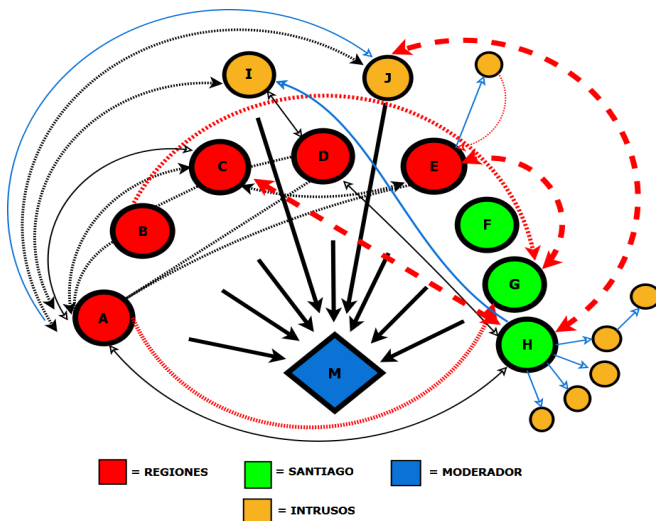 I
J
C
D
E
B
F
G
A
H
M
= REGIONES
= SANTIAGO
= MODERADOR
= INTRUSOS